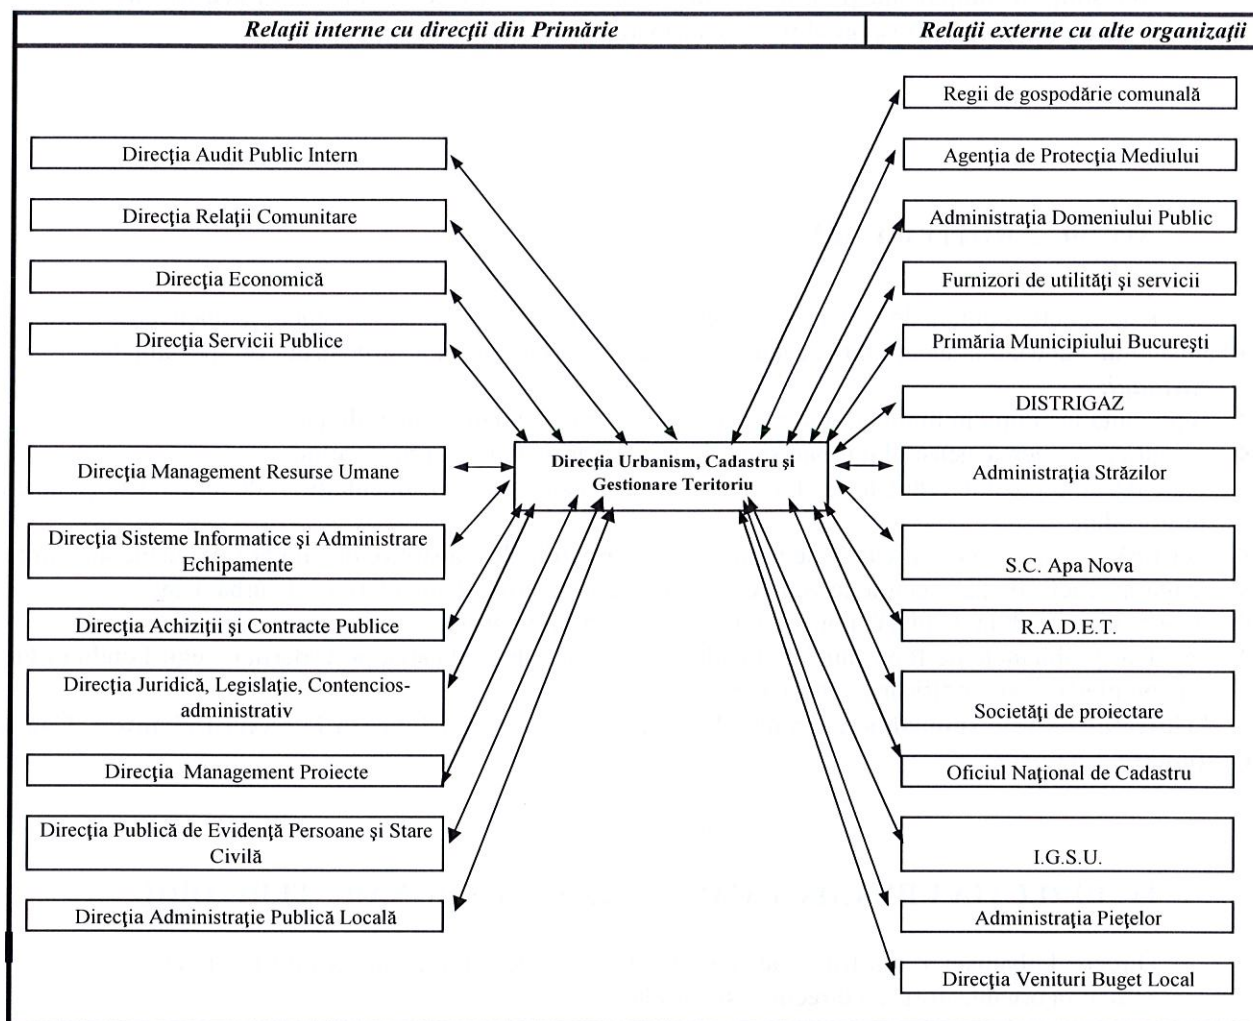 Relaţii interne cu direcţii din Primărie
Relaţii externe cu alte organizaţii
Direcţia Audit Public Intern
Direcţia Relaţii Comunitare
Direcţia Economică
Direcţia Servicii Publice
Direcţia Management Resurse Umane
Direcţia Sisteme Informatice şi Administrare
Echipamente
Direcţia Achiziţii şi Contracte Publice
Direcţia Juridică, Legislaţie, Contencios-
administrativ
Direcţia Management Proiecte
Direcţia Publică de Evidenţă Persoane şi Stare
Civilă
Direcţia Administraţie Publică Locală
Direcţia Urbanism, Cadastru şi
Gestionare Teritoriu
Regii de gospodărie comunală
Agenţia de Protecţia Mediului
Administraţia Domeniului Public
Furnizori de utilităţi şi servicii
Primăria Municipiului Bucureşti
DISTRIGAZ
Administraţia Străzilor
S.C. Apa Nova
R.A.D.E.T.
Societăţi de proiectare
Oficiul Naţional de Cadastru
I.G.S.U.
Administraţia Pieţelor
Direcţia Venituri Buget Local